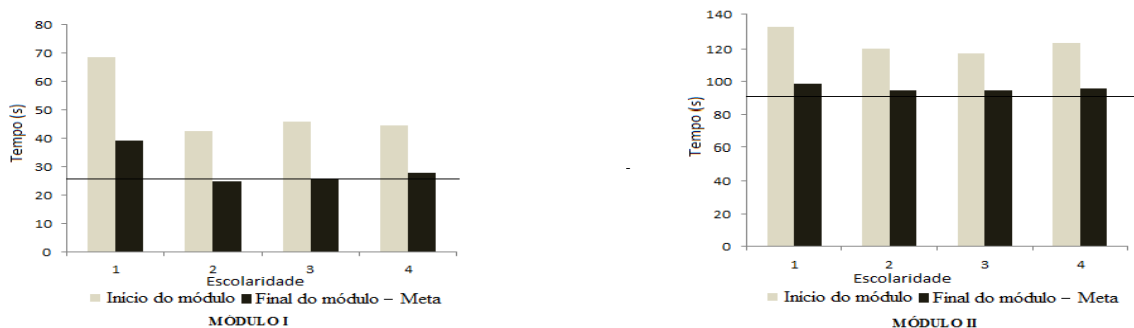 80
70
60
50
40
30
20
10
0
Tempo (s)
1 2 3 4
Escolaridade
Início do módulo Final do módulo – Meta
MÓDULO I
140
120
100
80
60
40
20
0
Tempo (s)
1 2 3 4
Escolaridade
Início do módulo Final do módulo – Meta
MÓDULO II